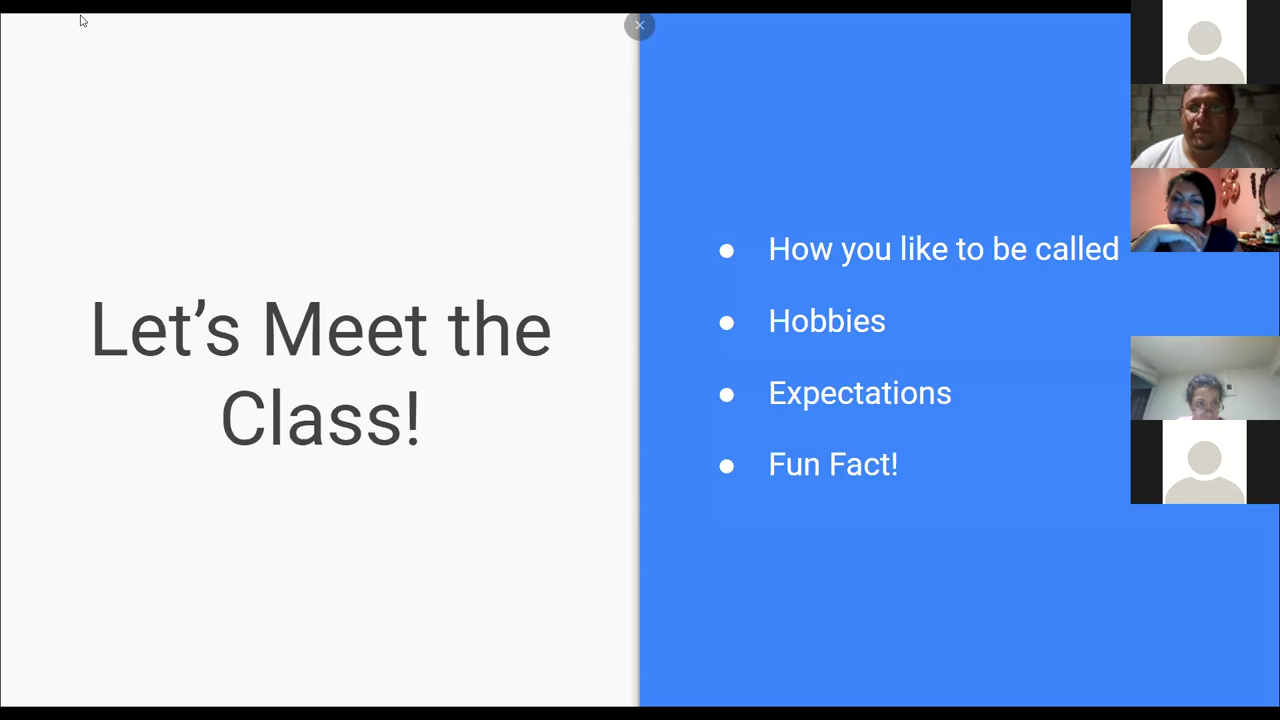 Let’s Meet the
Class!
● How you like to be called
● Hobbies
● Expectations
● Fun Fact!